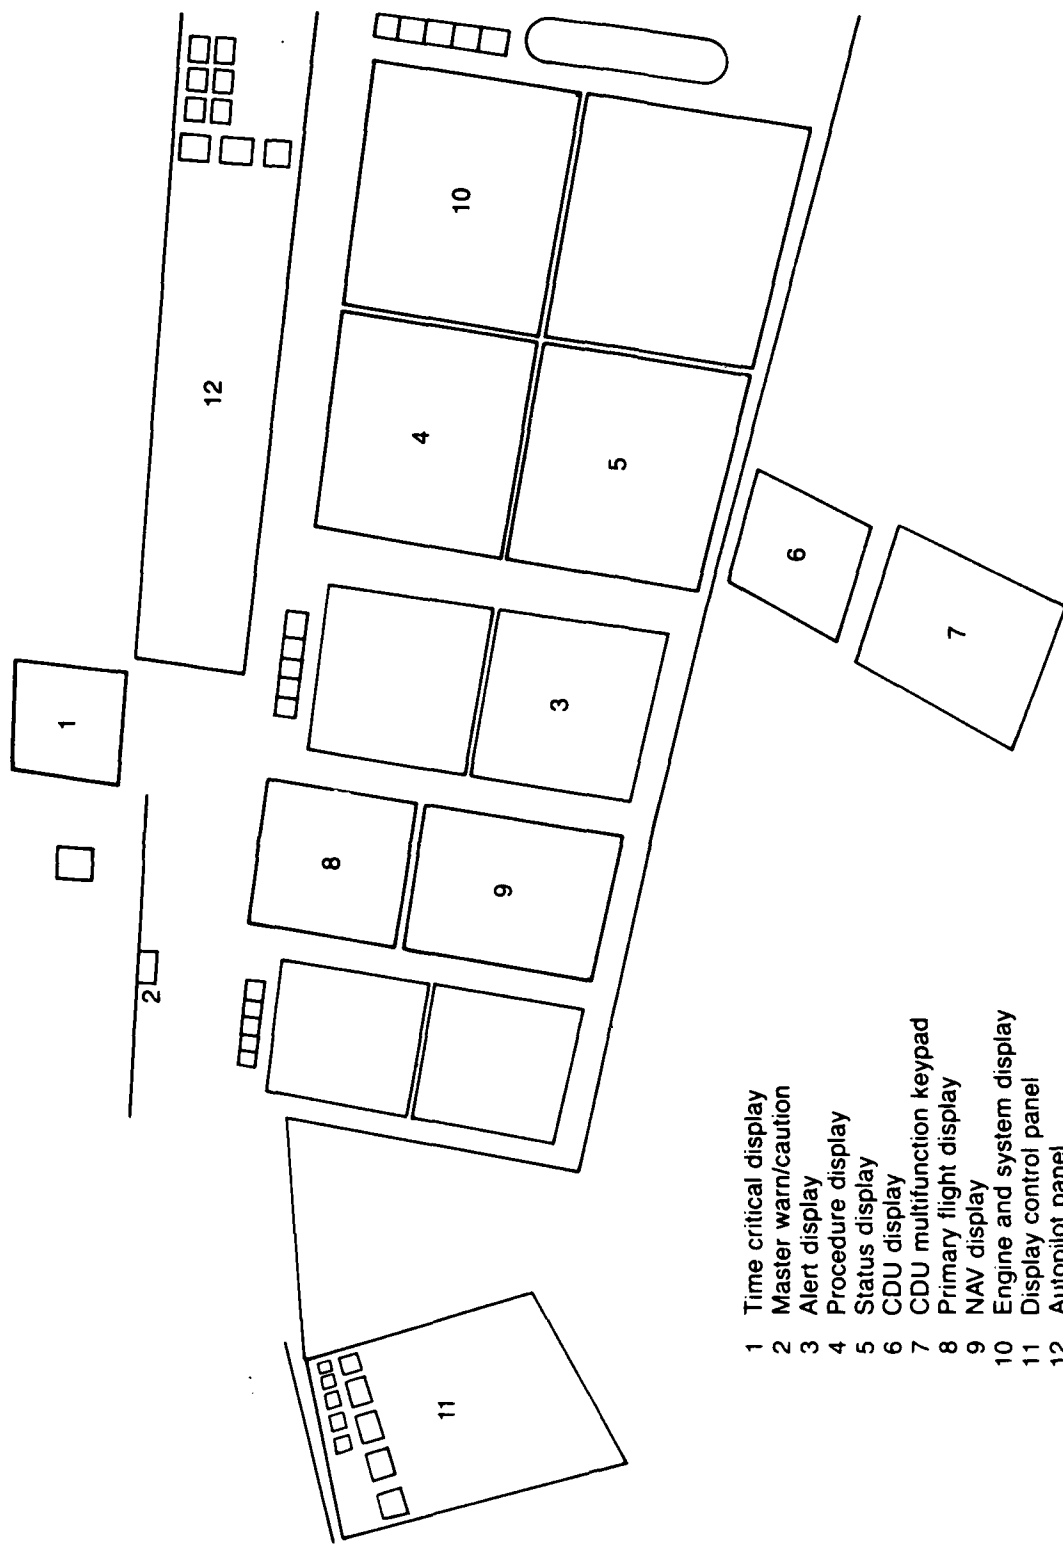 1
2
12
8
4
11
10
9
3
5
6
7
1 Time critical display
2 Master warn/caution
3 Alert display
4 Procedure display
5 Status display
6 CDU display
7 CDU multifunction keypad
8 Primary flight display
9 NAV display
10 Engine and system display
11 Display control panel
12 Autopilot panel